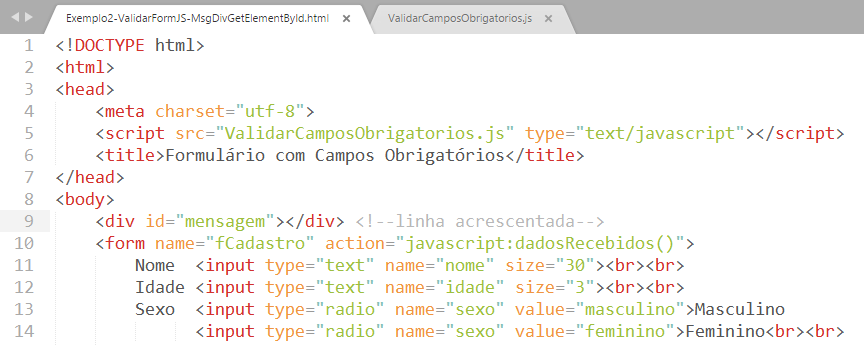 Exemplo2-ValidarFormJS-MsgDivGetElementById.html × ValidarCamposObrigatorios.js ×
1 <!DOCTYPE html>
2 <html>
3 <head>
4 <meta charset="utf-8">
5 <script src="ValidarCamposObrigatorios.js" type="text/javascript"></script>
6 <title>Formulário com Campos Obrigatórios</title>
7 </head>
8 <body>
9 <div id="mensagem"></div> <!--linha acrescentada-->
10 <form name="fCadastro" action="javascript:dadosRecebidos()">
11 Nome <input type="text" name="nome" size="30"><br><br>
12 Idade <input type="text" name="idade" size="3"><br><br>
13 Sexo <input type="radio" name="sexo" value="masculino">Masculino
14 <input type="radio" name="sexo" value="feminino">Feminino<br><br>